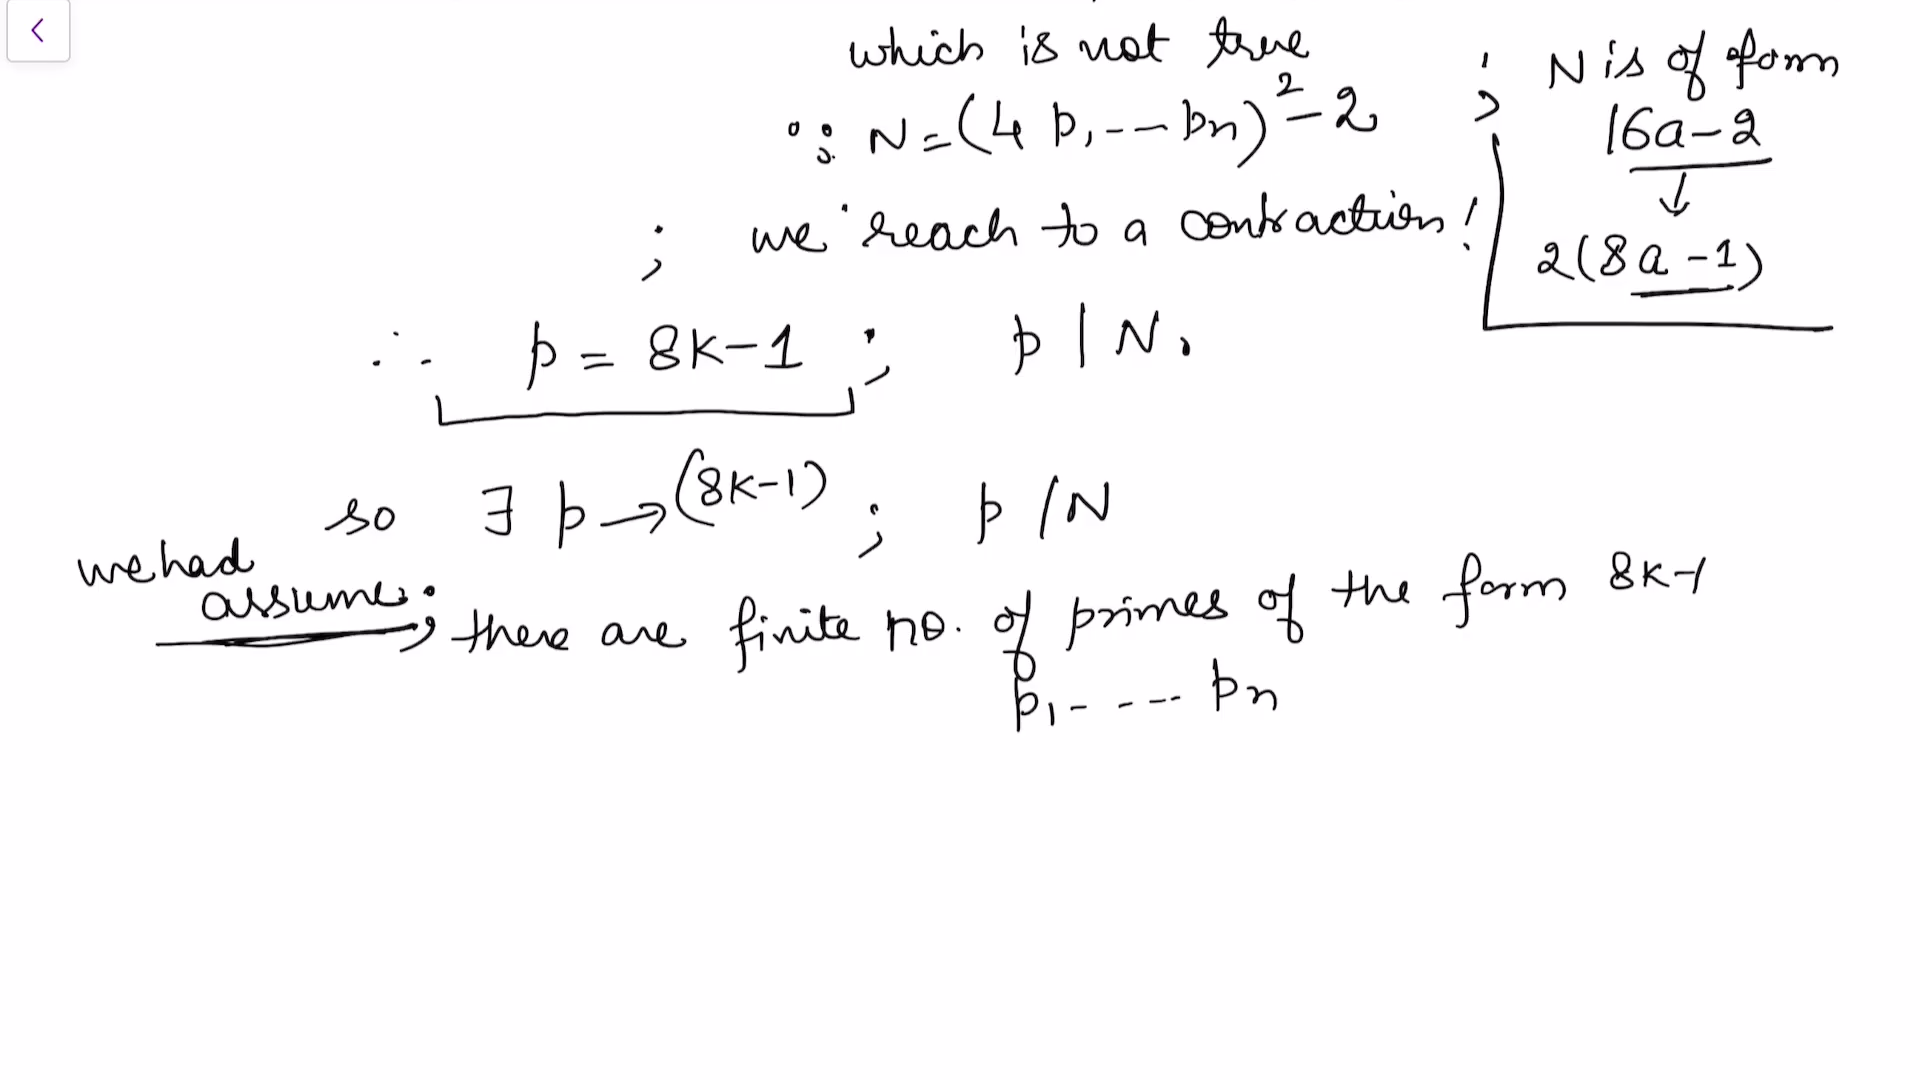 which is not true
∵ N = (4 p₁ --- pn)² - 2
; we reach to a contraction!
; N is of form
16a - 2
↓
2(8a - 1)
∴ p = 8k - 1 ; p | N.
so ∃ p → (8k-1) ; p / N
we had
assume; there are finite no. of primes of the form 8k-1
p₁ - - -- pn